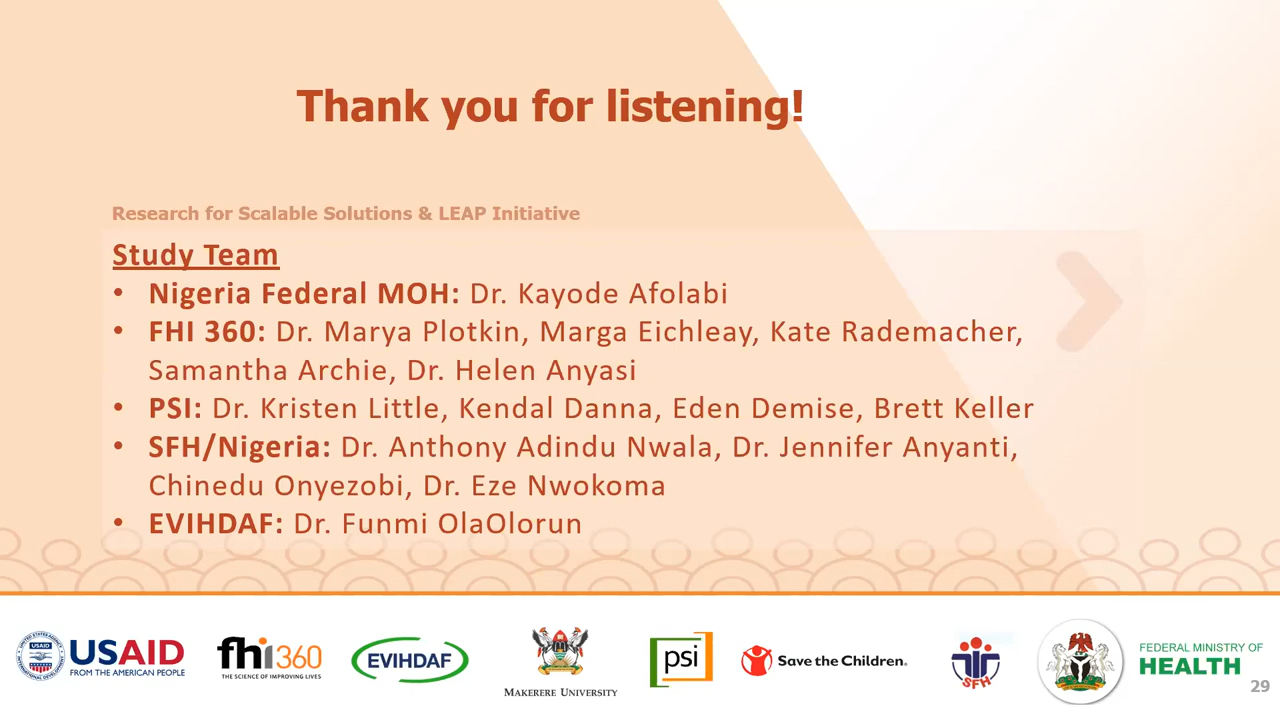 Thank you for listening!
Research for Scalable Solutions & LEAP Initiative
Study Team
• Nigeria Federal MOH: Dr. Kayode Afolabi
• FHI 360: Dr. Marya Plotkin, Marga Eichleay, Kate Rademacher,
Samantha Archie, Dr. Helen Anyasi
• PSI: Dr. Kristen Little, Kendal Danna, Eden Demise, Brett Keller
• SFH/Nigeria: Dr. Anthony Adindu Nwala, Dr. Jennifer Anyanti,
Chinedu Onyezobi, Dr. Eze Nwokoma
• EVIHDAF: Dr. Funmi OlaOlorun
USAID
FROM THE AMERICAN PEOPLE
fhi360
THE SCIENCE OF IMPROVING LIVES
EVIHDAF
MAKERERE UNIVERSITY
psi
Save the Children.
SFH
FEDERAL MINISTRY OF
HEALTH
29